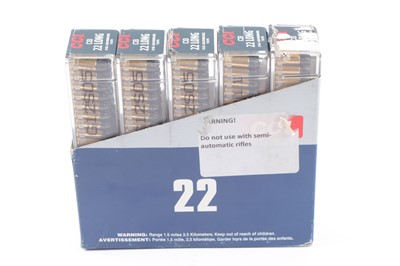 CCI
CB
22 LONG
CCI
CB
22 LONG
CCI
CB
22 LONG
CCI
CB
22 LONG
WARNING!
Do not use with semi-
automatic rifles
22
WARNING: Range 1.5 miles 2.5 Kilometers. Keep out of reach of children.
AVERTISSEMENT: Portée 1.5 mille, 2.5 kilomètges. Garder hors de la portée des enfants.